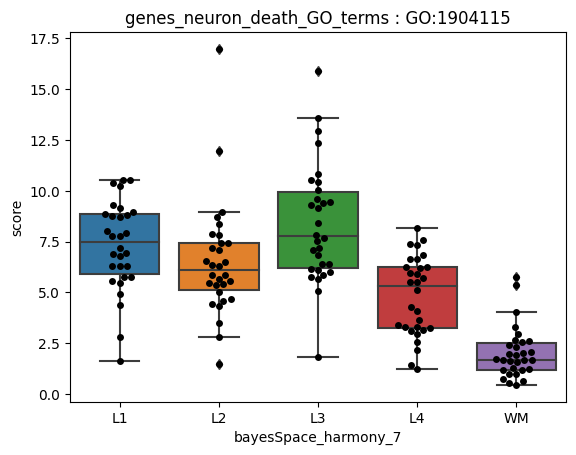 genes_neuron_death_GO_terms : GO:1904115
17.5
15.0
12.5
10.0
7.5
5.0
2.5
0.0
score
L1 L2 L3 L4 WM
bayesSpace_harmony_7